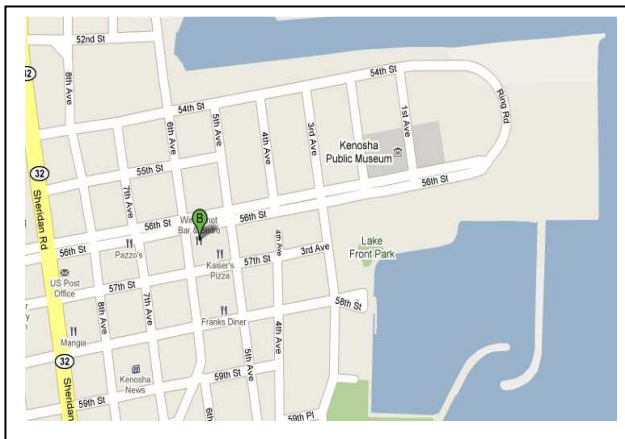 52nd St
32
8th Ave
54th St
54th St
6th Ave
5th Ave
4th Ave
3rd Ave
1st Ave
Ring Rd
Kenosha
Public Museum
55th St
32
Sheridan Rd
7th Ave
56th St
B
Bar & Bistro
56th St
56th St
56th St
Pazzo's
Kaiser's
Pizza
57th St
4th Ave
3rd Ave
Lake
Front Park
US Post
Office
57th St
8th Ave
7th Ave
58th St
Franks Diner
Mangia
32
Sheridan
Kenosha
News
5th Ave
4th Ave
59th St
59th St
6th
59th Pl